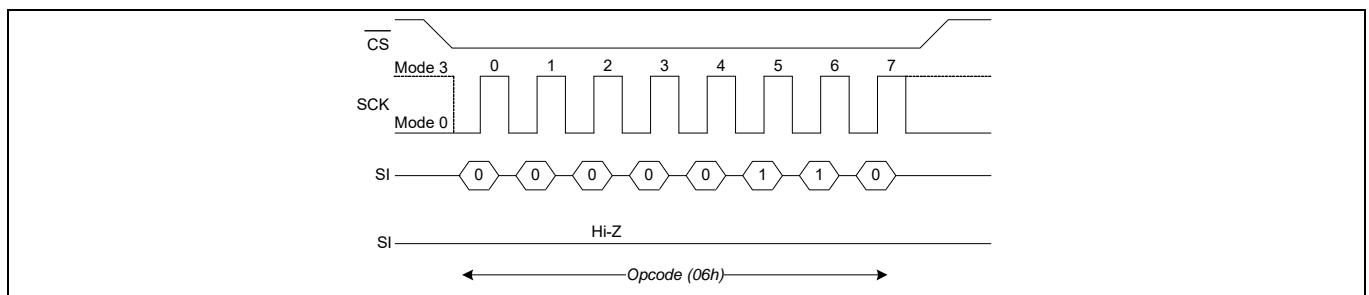 CS
Mode 3 0 1 2 3 4 5 6 7
SCK
Mode 0
SI 0 0 0 0 0 1 1 0
Hi-Z
SI
Opcode (06h)